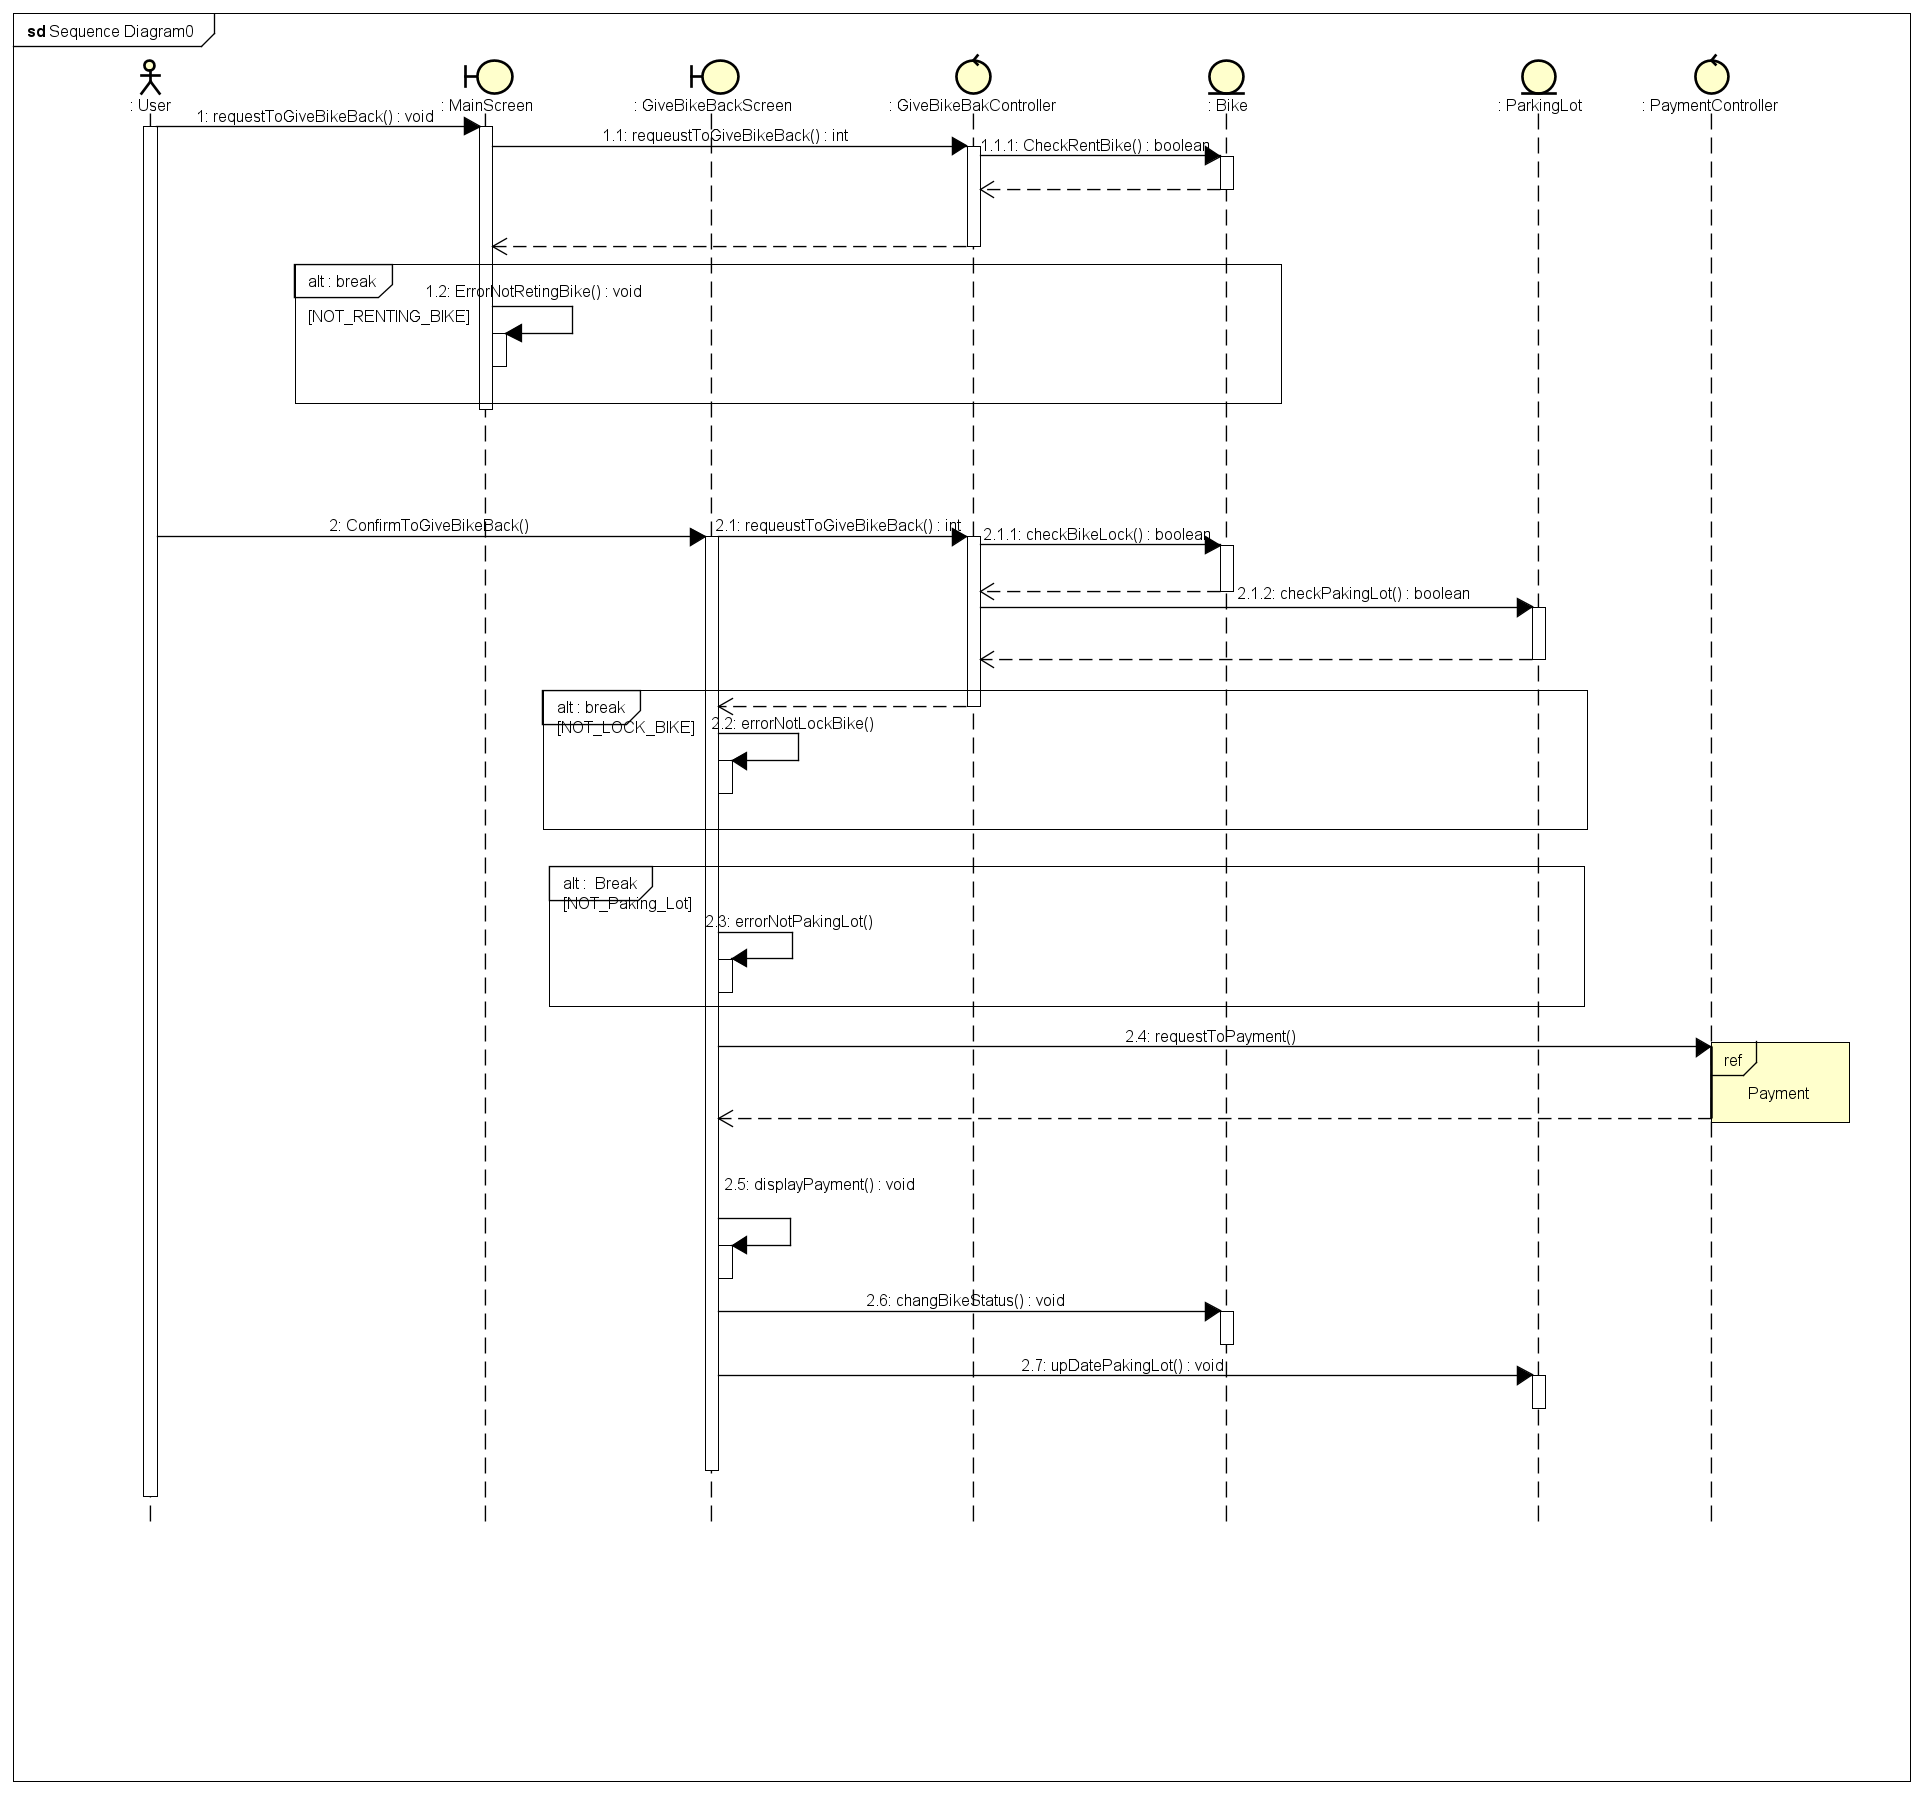 sd Sequence Diagram0
: User
: MainScreen
: GiveBikeBackScreen
: GiveBikeBakController
: Bike
: ParkingLot
: PaymentController
1: requestToGiveBikeBack() : void
1.1: requeustToGiveBikeBack() : int
1.1.1: CheckRentBike() : boolean
alt : break
1.2: ErrorNotRetingBike() : void
[NOT_RENTING_BIKE]
2: ConfirmToGiveBikeBack()
2.1: requeustToGiveBikeBack() : int
2.1.1: checkBikeLock() : boolean
2.1.2: checkPakingLot() : boolean
alt : break
[NOT_LOCK_BIKE]
2.2: errorNotLockBike()
alt : Break
[NOT_Paking_Lot]
2.3: errorNotPakingLot()
2.4: requestToPayment()
ref
Payment
2.5: displayPayment() : void
2.6: changBikeStatus() : void
2.7: upDatePakingLot() : void